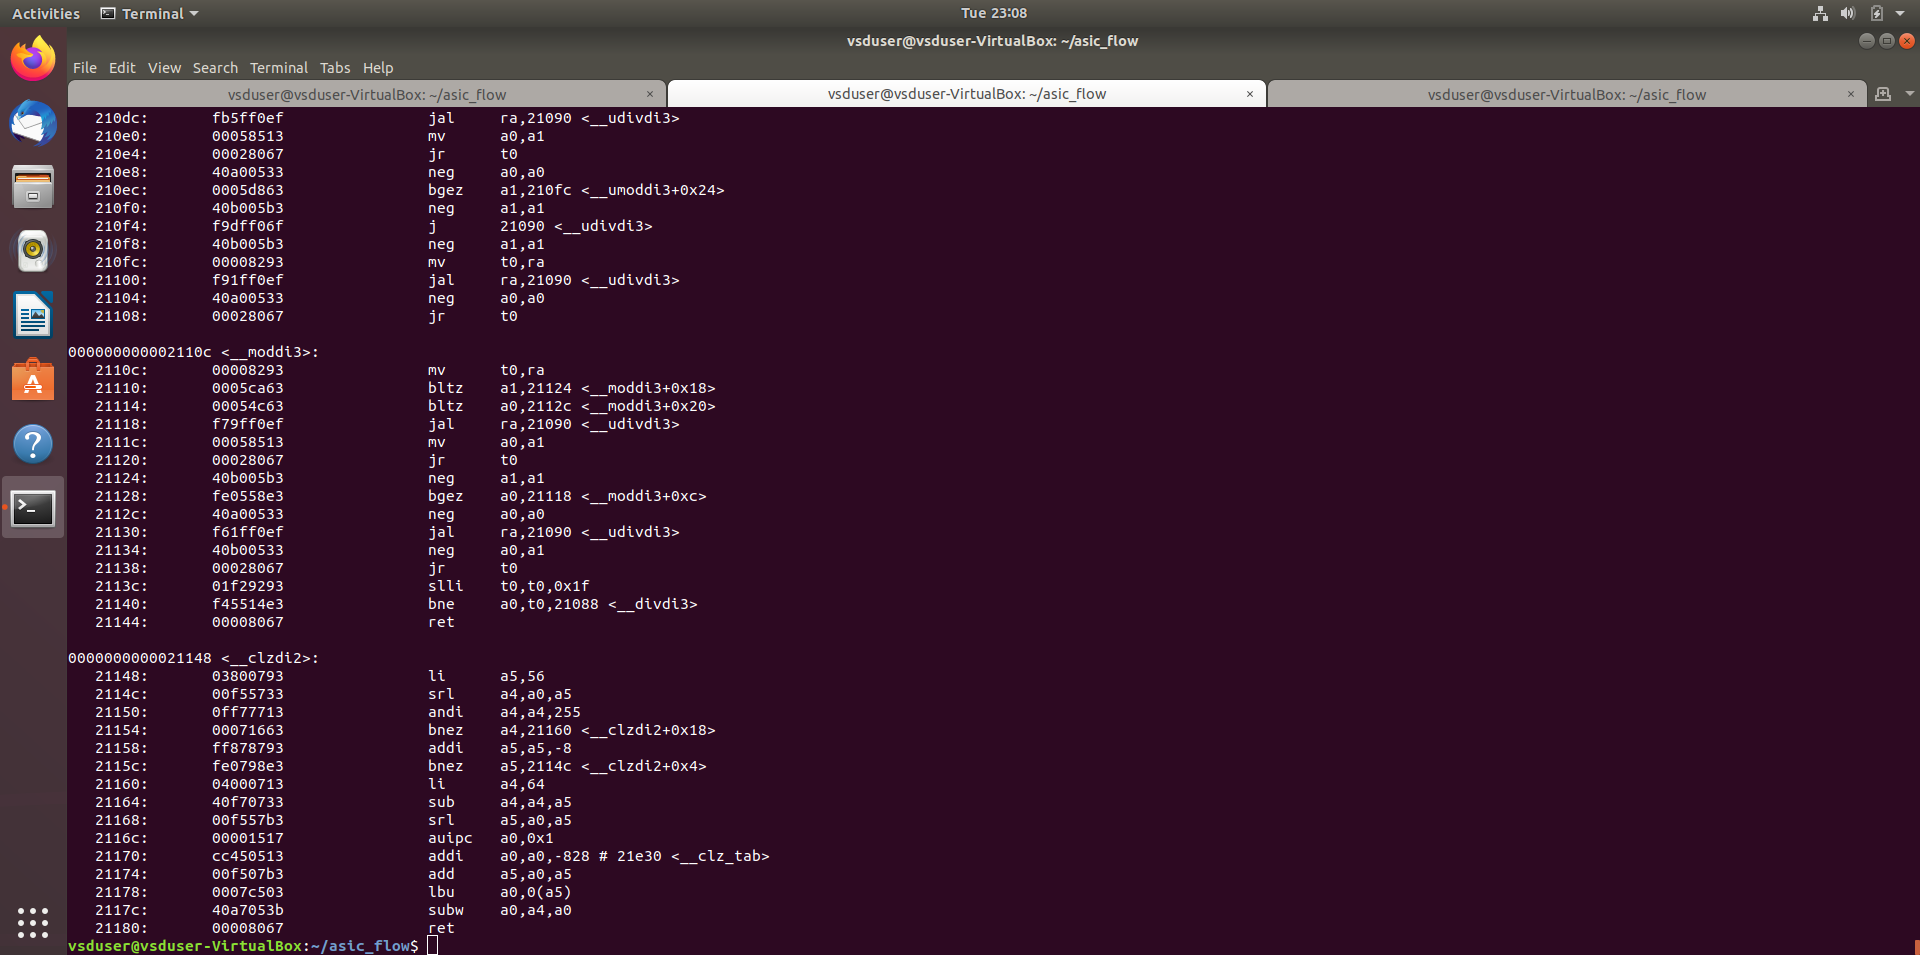 Activities Terminal Tue 23:08
vsduser@vsduser-VirtualBox: ~/asic_flow
File Edit View Search Terminal Tabs Help
vsduser@vsduser-VirtualBox: ~/asic_flow × vsduser@vsduser-VirtualBox: ~/asic_flow × vsduser@vsduser-VirtualBox: ~/asic_flow ×
210dc: fb5ff0ef jal ra,21090 <__udivdi3>
210e0: 00058513 mv a0,a1
210e4: 00028067 jr t0
210e8: 40a00533 neg a0,a0
210ec: 0005d863 bgez a1,210fc <__umoddi3+0x24>
210f0: 40b005b3 neg a1,a1
210f4: f9dff06f j 21090 <__udivdi3>
210f8: 40b005b3 neg a1,a1
210fc: 00008293 mv t0,ra
21100: f91ff0ef jal ra,21090 <__udivdi3>
21104: 40a00533 neg a0,a0
21108: 00028067 jr t0
000000000002110c <__moddi3>:
2110c: 00008293 mv t0,ra
21110: 0005ca63 bltz a1,21124 <__moddi3+0x18>
21114: 00054c63 bltz a0,2112c <__moddi3+0x20>
21118: f79ff0ef jal ra,21090 <__udivdi3>
2111c: 00058513 mv a0,a1
21120: 00028067 jr t0
21124: 40b005b3 neg a1,a1
21128: fe0558e3 bgez a0,21118 <__moddi3+0xc>
2112c: 40a00533 neg a0,a0
21130: f61ff0ef jal ra,21090 <__udivdi3>
21134: 40b00533 neg a0,a1
21138: 00028067 jr t0
2113c: 01f29293 slli t0,t0,0x1f
21140: f45514e3 bne a0,t0,21088 <__divdi3>
21144: 00008067 ret
0000000000021148 <__clzdi2>:
21148: 03800793 li a5,56
2114c: 00f55733 srl a4,a0,a5
21150: 0ff77713 andi a4,a4,255
21154: 00071663 bnez a4,21160 <__clzdi2+0x18>
21158: ff878793 addi a5,a5,-8
2115c: fe0798e3 bnez a5,2114c <__clzdi2+0x4>
21160: 04000713 li a4,64
21164: 40f70733 sub a4,a4,a5
21168: 00f557b3 srl a5,a0,a5
2116c: 00001517 auipc a0,0x1
21170: cc450513 addi a0,a0,-828 # 21e30 <__clz_tab>
21174: 00f507b3 add a5,a0,a5
21178: 0007c503 lbu a0,0(a5)
2117c: 40a7053b subw a0,a4,a0
21180: 00008067 ret
vsduser@vsduser-VirtualBox:~/asic_flow$